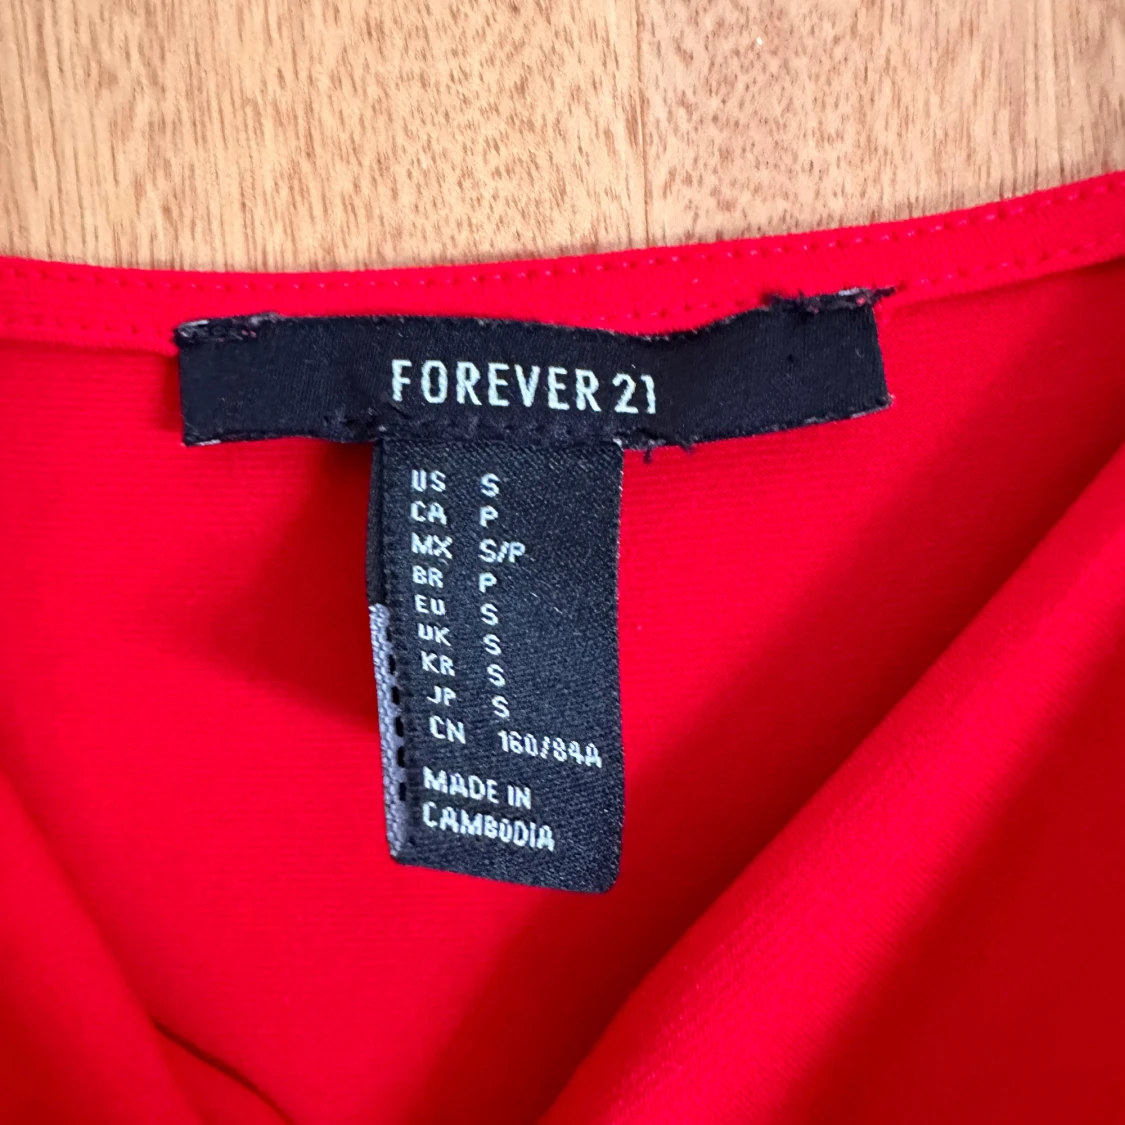 FOREVER 21
US S
CA P
MX S/P
BR P
EU S
UK S
KR S
JP S
CN 160/84A
MADE IN
CAMBODIA